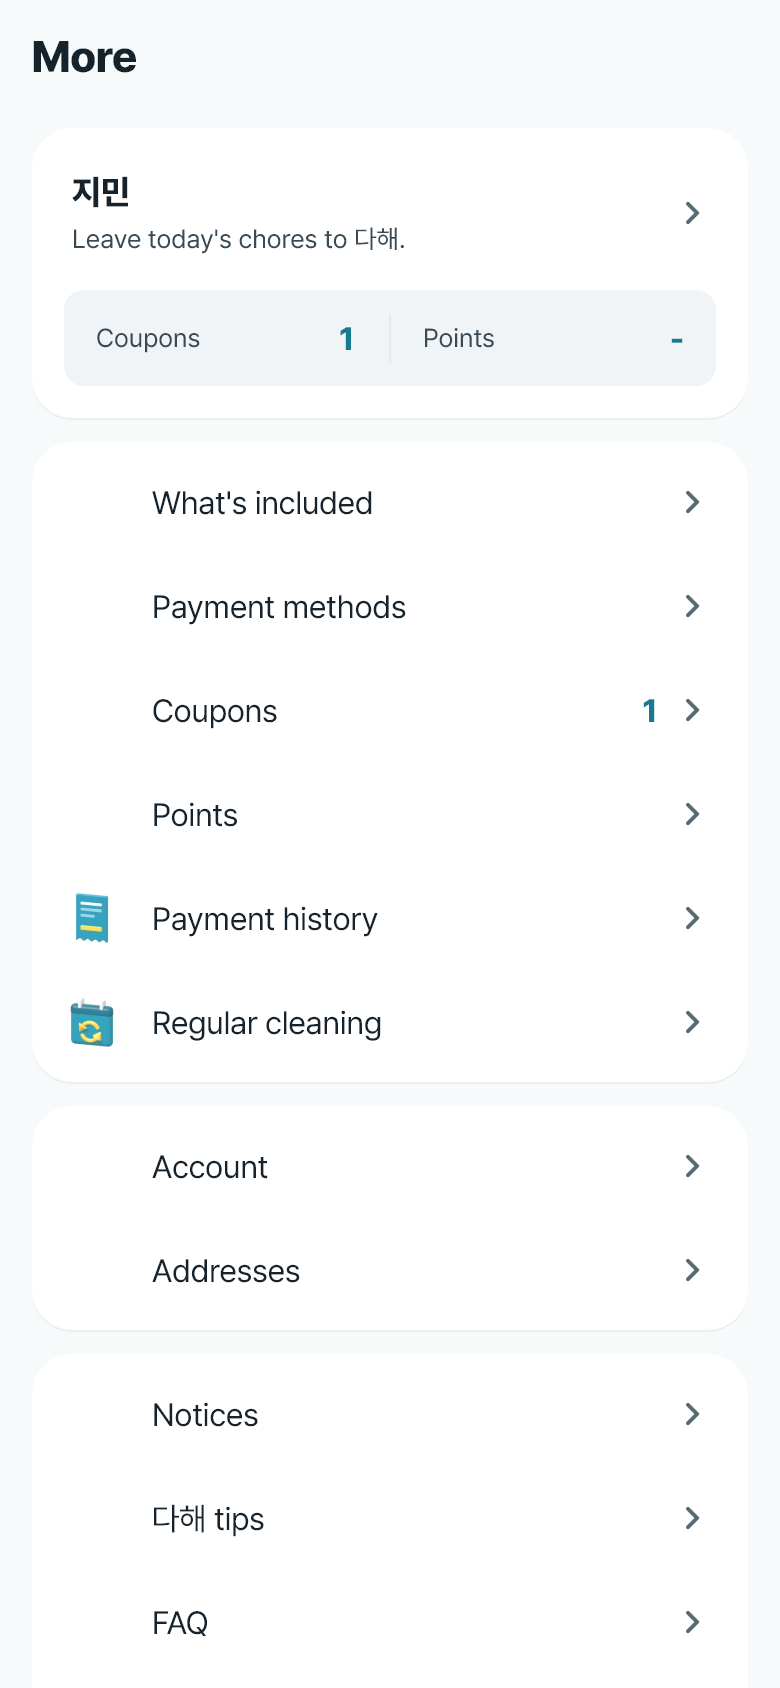 More
지민
Leave today's chores to 다해.
Coupons 1 Points -
What's included
Payment methods
Coupons 1
Points
Payment history
Regular cleaning
Account
Addresses
Notices
다해 tips
FAQ